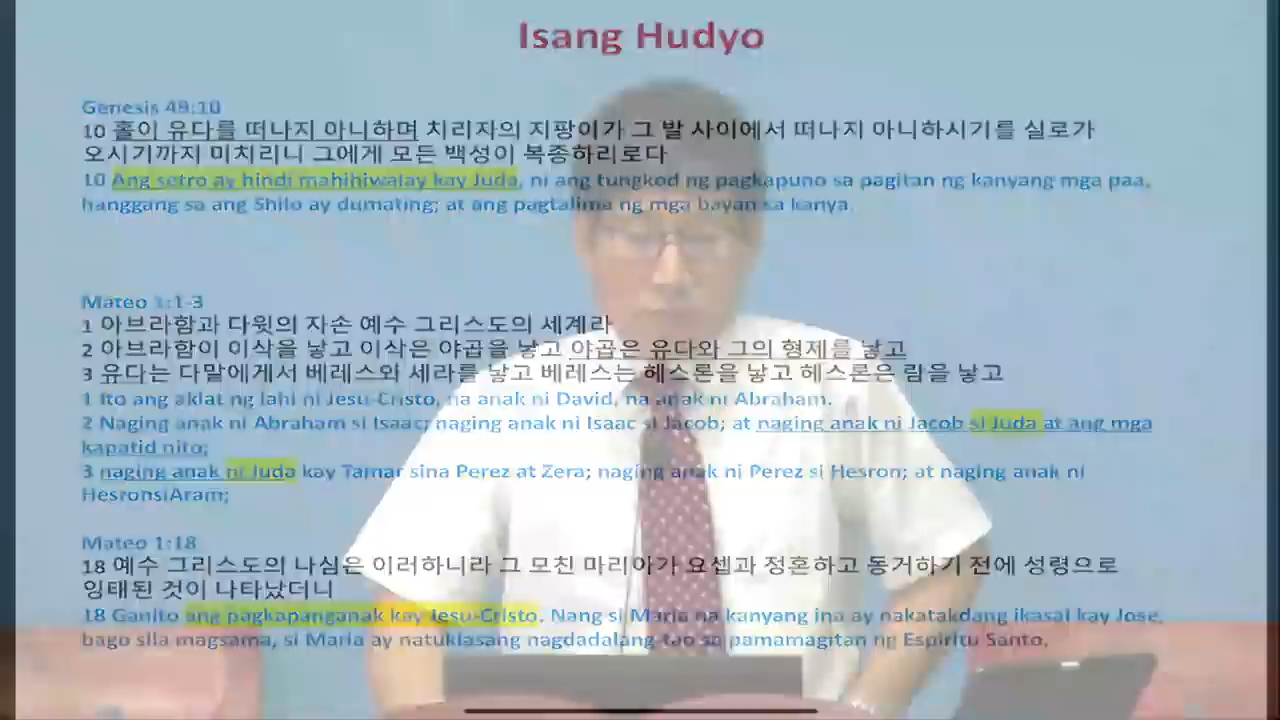 Isang Hudyo
Genesis 49:10
10 홀이 유다를 떠나지 아니하며 치리자의 지팡이가 그 발 사이에서 떠나지 아니하시기를 실로가
오시기까지 미치리니 그에게 모든 백성이 복종하리로다
10 Ang setro ay hindi mahihiwalay kay Juda, ni ang tungkod ng pagkapuno sa pagitan ng kanyang mga paa,
hanggang sa ang Shilo ay dumating; at ang pagtalima ng mga bayan sa kanya.
Mateo 1:1-3
1 아브라함과 다윗의 자손 예수 그리스도의 세계라
2 아브라함이 이삭을 낳고 이삭은 야곱을 낳고 야곱은 유다와 그의 형제를 낳고
3 유다는 다말에게서 베레스와 세라를 낳고 베레스는 헤스론을 낳고 헤스론은 람을 낳고
1 Ito ang aklat ng lahi ni Jesu-Cristo, na anak ni David, na anak ni Abraham.
2 Naging anak ni Abraham si Isaac; naging anak ni Isaac si Jacob; at naging anak ni Jacob si Juda at ang mga
kapatid nito;
3 naging anak ni Juda kay Tamar sina Perez at Zera; naging anak ni Perez si Hesron; at naging anak ni
HesronsiAram;
Mateo 1:18
18 예수 그리스도의 나심은 이러하니라 그 모친 마리아가 요셉과 정혼하고 동거하기 전에 성령으로
잉태된 것이 나타났더니
18 Ganito ang pagkapanganak kay Jesu-Cristo. Nang si Maria na kanyang ina ay nakatakdang ikasal kay Jose,
bago sila magsama, si Maria ay natuklasang nagdadalang-tao sa pamamagitan ng Espiritu Santo.